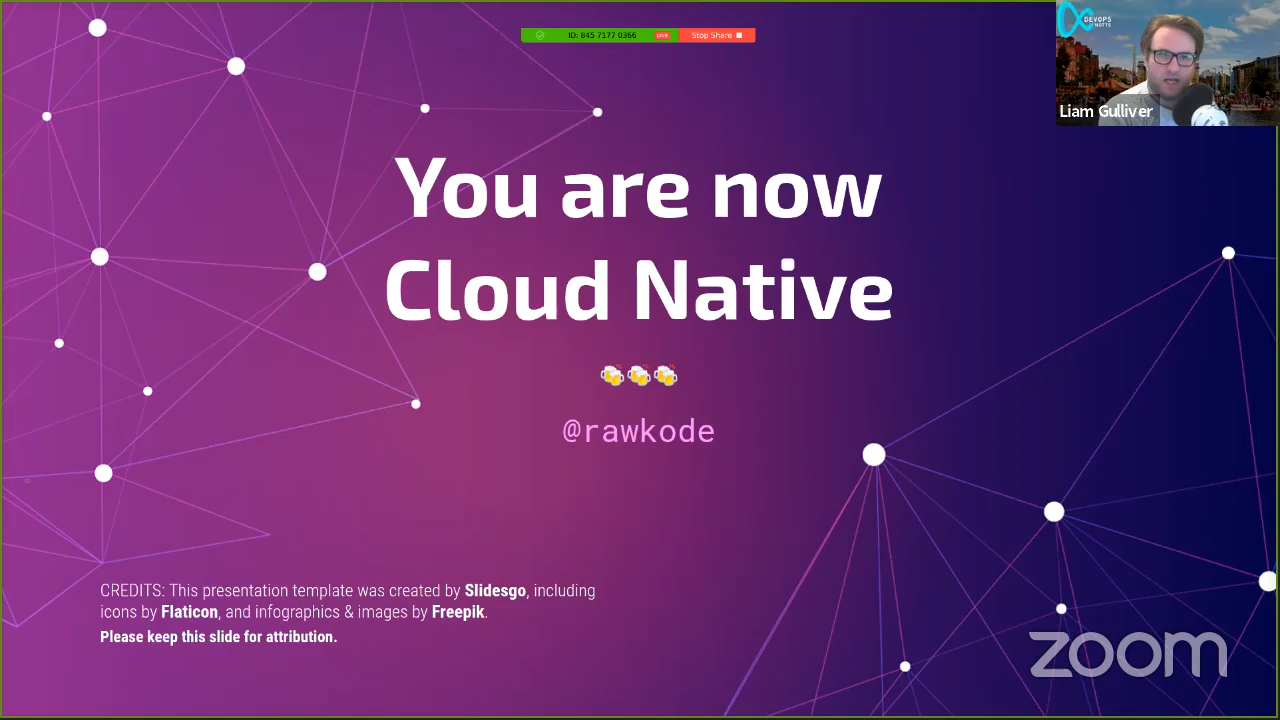 ID: 845 7177 0366
LIVE
Stop Share
DEVOPS
NOTTS
Liam Gulliver
You are now
Cloud Native
@rawkode
CREDITS: This presentation template was created by Slidesgo, including
icons by Flaticon, and infographics & images by Freepik.
Please keep this slide for attribution.
zoom